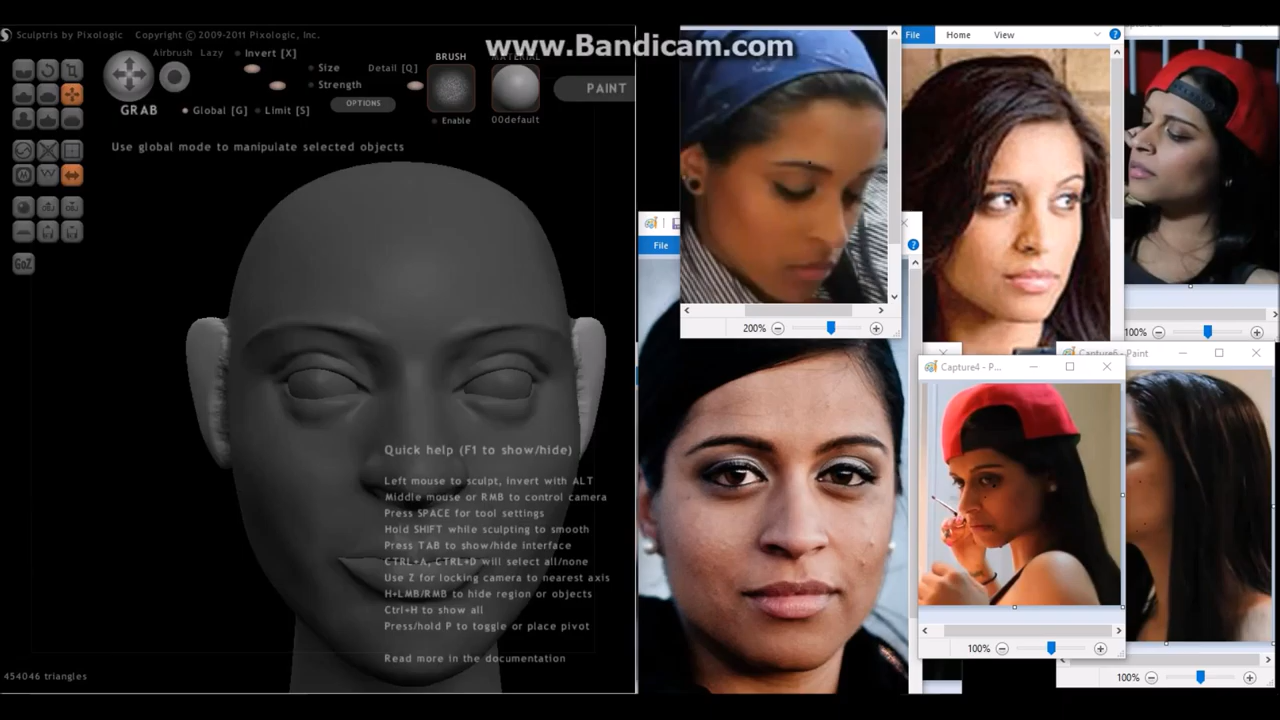 Sculptris by Pixologic Copyright © 2009-2011 Pixologic, Inc.
www.Bandicam.com
Airbrush Lazy Invert [X]
Size Detail [Q]
Strength
GRAB Global [G] Limit [S] OPTIONS
BRUSH
Enable
MATERIAL
00default
PAINT
Use global mode to manipulate selected objects
GoZ
Quick help (F1 to show/hide)
Left mouse to sculpt, invert with ALT
Middle mouse or RMB to control camera
Press SPACE for tool settings
Hold SHIFT while sculpting to smooth
Press TAB to show/hide interface
CTRL+A, CTRL+D will select all/none
Use Z for locking camera to nearest axis
H+LMB/RMB to hide region or objects
Ctrl+H to show all
Press/hold P to toggle or place pivot
Read more in the documentation
454046 triangles
File Home View
File
200%
100%
Capture4 - P...
Capture6 - Paint
100%
100%